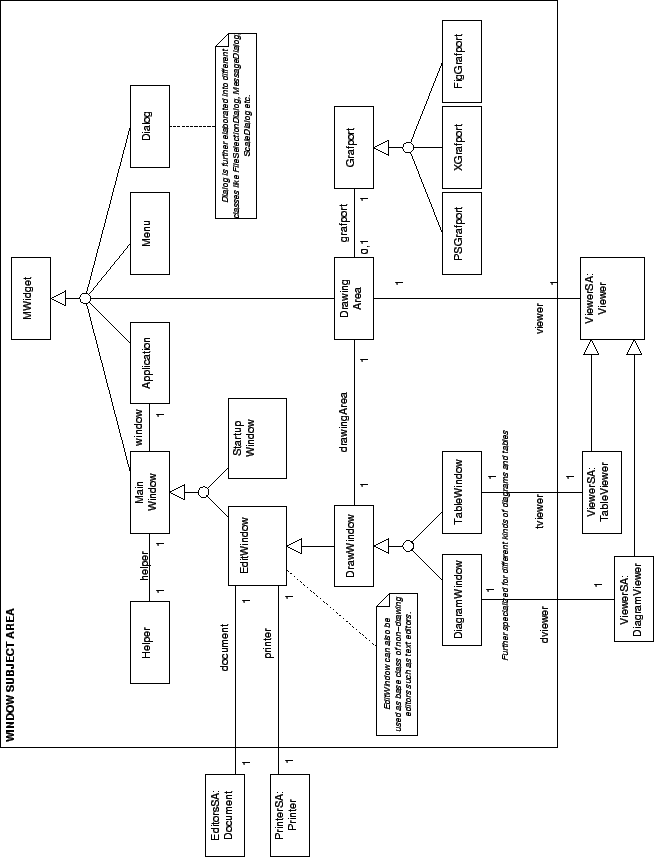 WINDOW SUBJECT AREA
MWidget
Helper
helper
1
1
Main
Window
window
1
Application
Menu
Dialog
Dialog is further elaborated into different
classes like FileSelectionDialog, MessageDialog,
ScaleDialog etc.
EditorsSA:
Document
document
1
1
EditWindow
Startup
Window
PrinterSA:
Printer
printer
1
1
DrawWindow
1
drawingArea
1
Drawing
Area
grafport
0,1
1
Grafport
EditWindow can also be
used as base class of non-drawing
editors such as text editors.
DiagramWindow
TableWindow
PSGrafport
XGrafport
FigGrafport
Further specialized for different kinds of diagrams and tables
1
1
1
dviewer
tviewer
viewer
1
1
1
ViewerSA:
DiagramViewer
ViewerSA:
TableViewer
ViewerSA:
Viewer